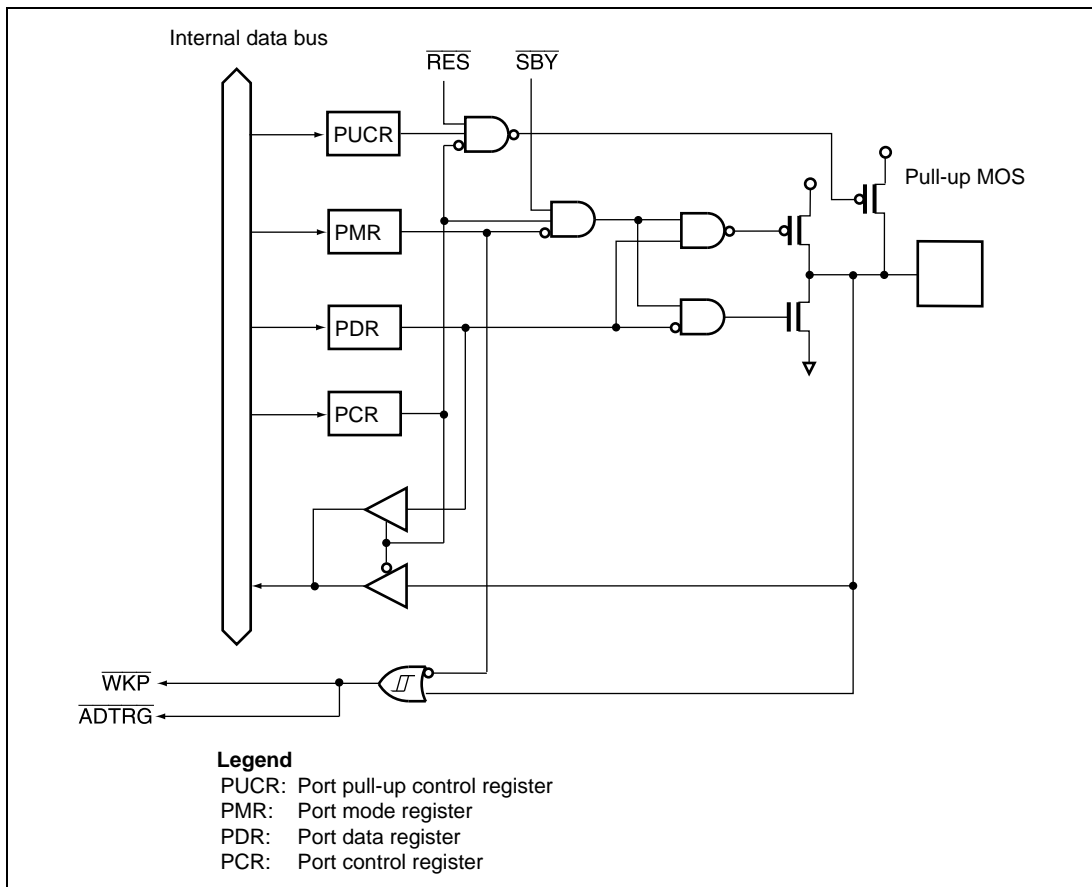 Internal data bus
RES SBY
PUCR
Pull-up MOS
PMR
PDR
PCR
WKP
ADTRG
Legend
PUCR: Port pull-up control register
PMR: Port mode register
PDR: Port data register
PCR: Port control register